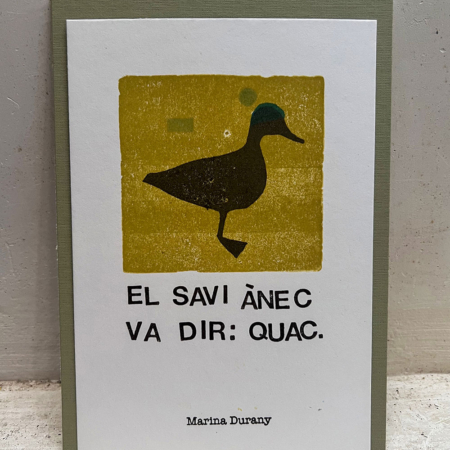 EL SAVI ÀNEC
VA DIR: QUAC.
Marina Durany